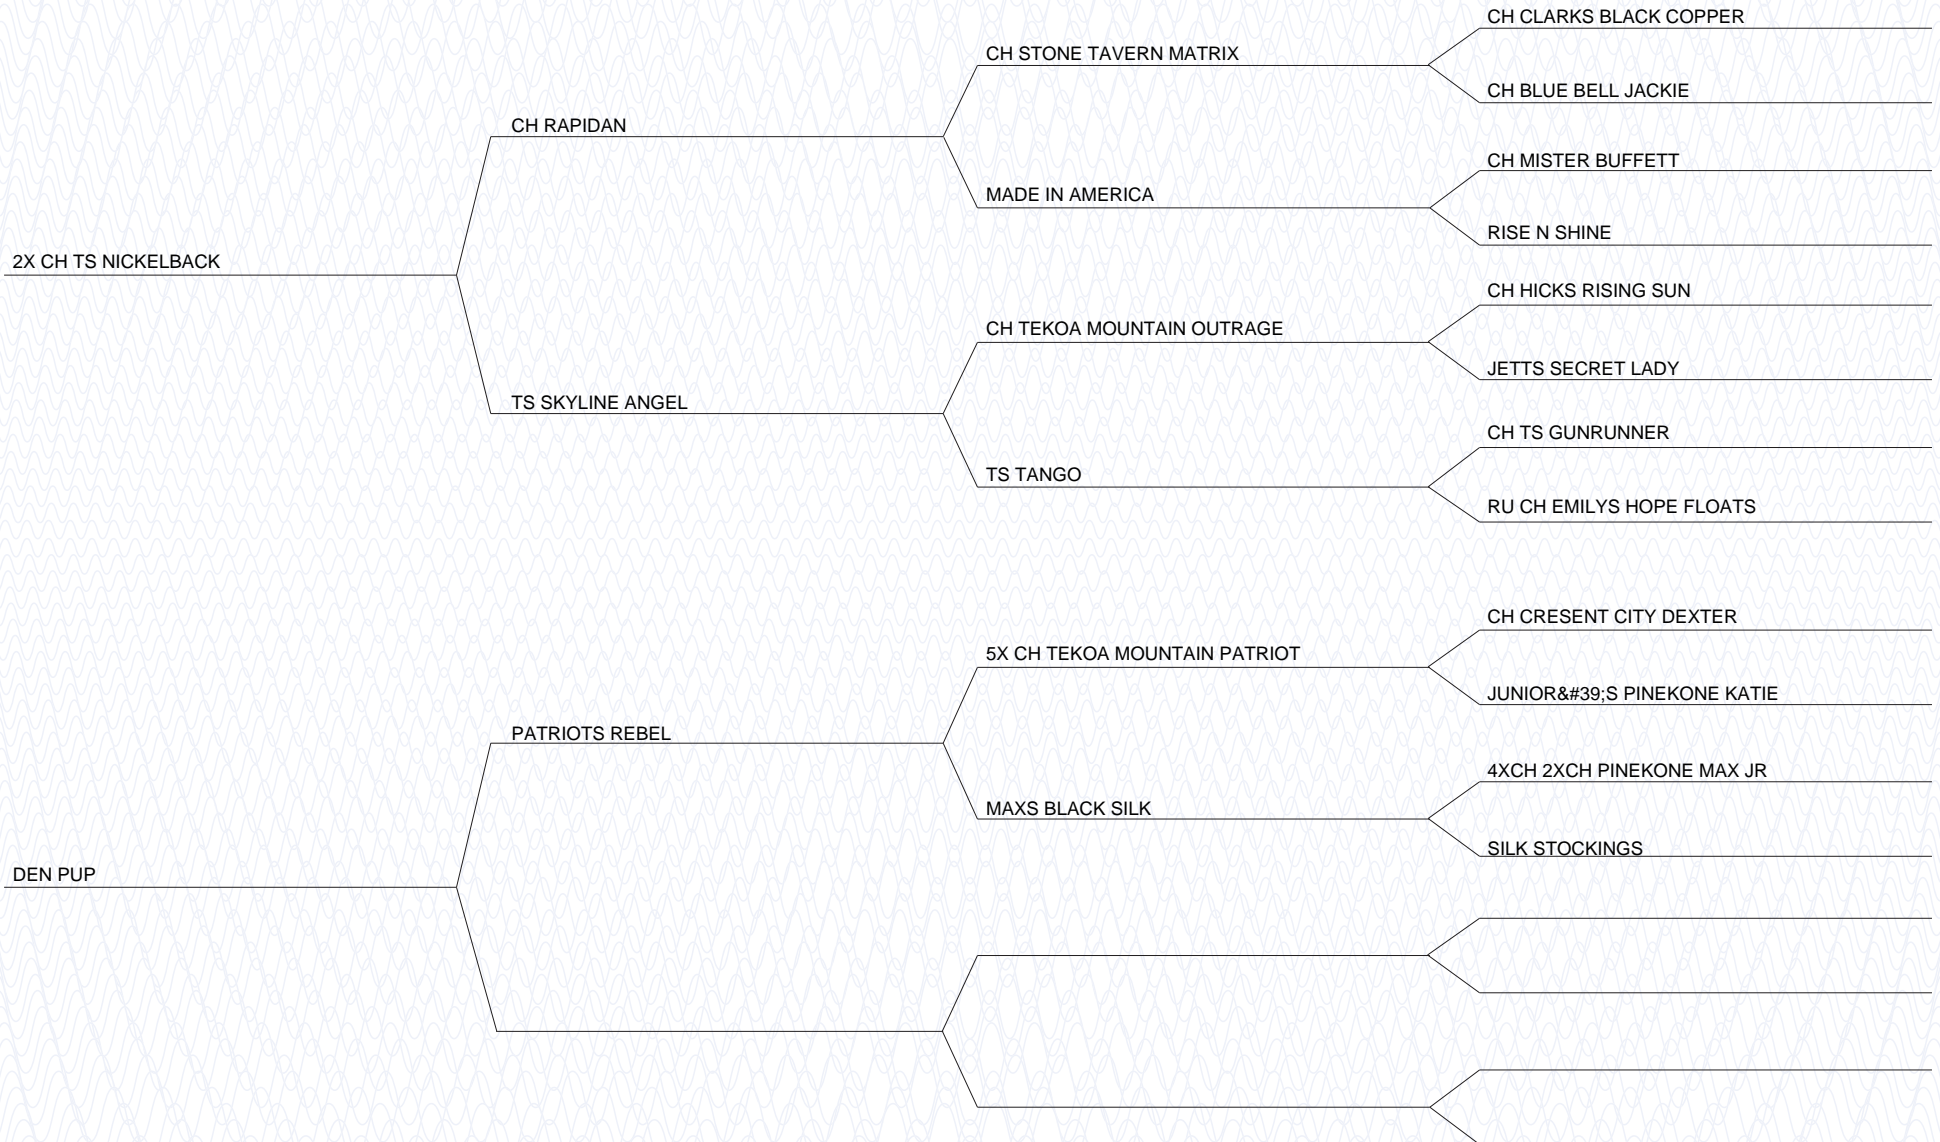 CH CLARKS BLACK COPPER
CH STONE TAVERN MATRIX
CH BLUE BELL JACKIE
CH RAPIDAN
CH MISTER BUFFETT
MADE IN AMERICA
RISE N SHINE
2X CH TS NICKELBACK
CH HICKS RISING SUN
CH TEKOA MOUNTAIN OUTRAGE
JETTS SECRET LADY
TS SKYLINE ANGEL
CH TS GUNRUNNER
TS TANGO
RU CH EMILYS HOPE FLOATS
CH CRESENT CITY DEXTER
5X CH TEKOA MOUNTAIN PATRIOT
JUNIOR&#39;S PINEKONE KATIE
PATRIOTS REBEL
4XCH 2XCH PINEKONE MAX JR
MAXS BLACK SILK
SILK STOCKINGS
DEN PUP